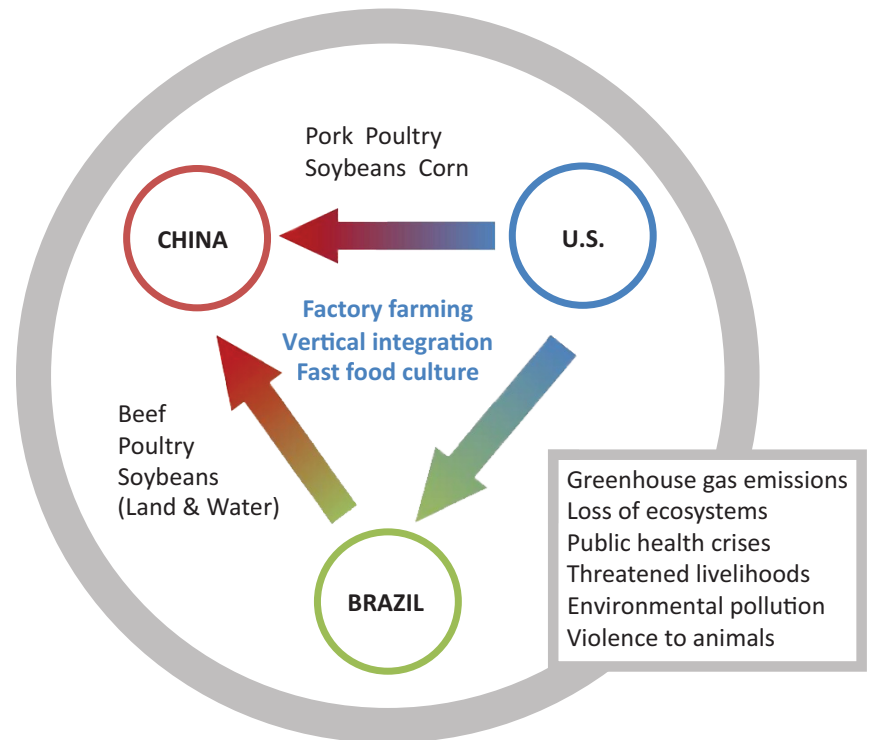 Pork Poultry
Soybeans Corn
CHINA
U.S.
Factory farming
Vertical integration
Fast food culture
Beef
Poultry
Soybeans
(Land & Water)
Greenhouse gas emissions
Loss of ecosystems
Public health crises
Threatened livelihoods
Environmental pollution
Violence to animals
BRAZIL